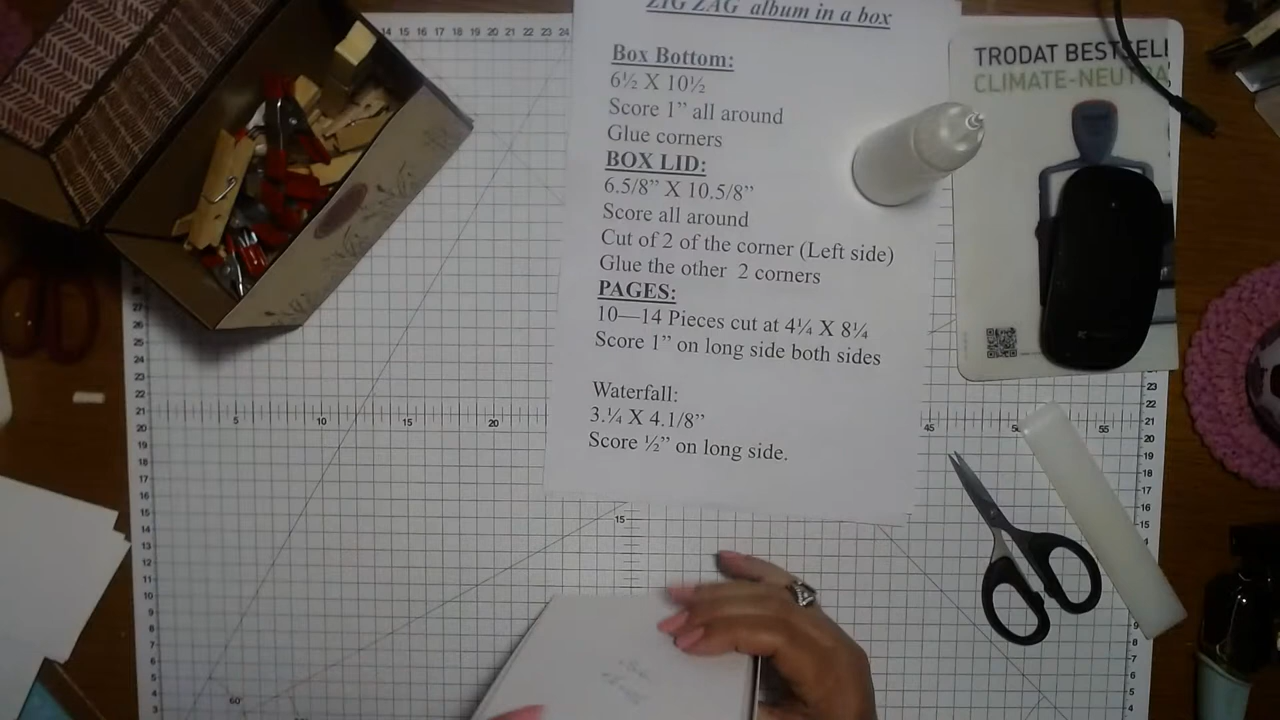 ZIG ZAG album in a box
Box Bottom:
6½ X 10½
Score 1” all around
Glue corners
BOX LID:
6.5/8” X 10.5/8”
Score all around
Cut of 2 of the corner (Left side)
Glue the other 2 corners
PAGES:
10—14 Pieces cut at 4¼ X 8¼
Score 1” on long side both sides
Waterfall:
3.¼ X 4.1/8”
Score ½” on long side.
TRODAT BESTSELL
CLIMATE-NEUTRA